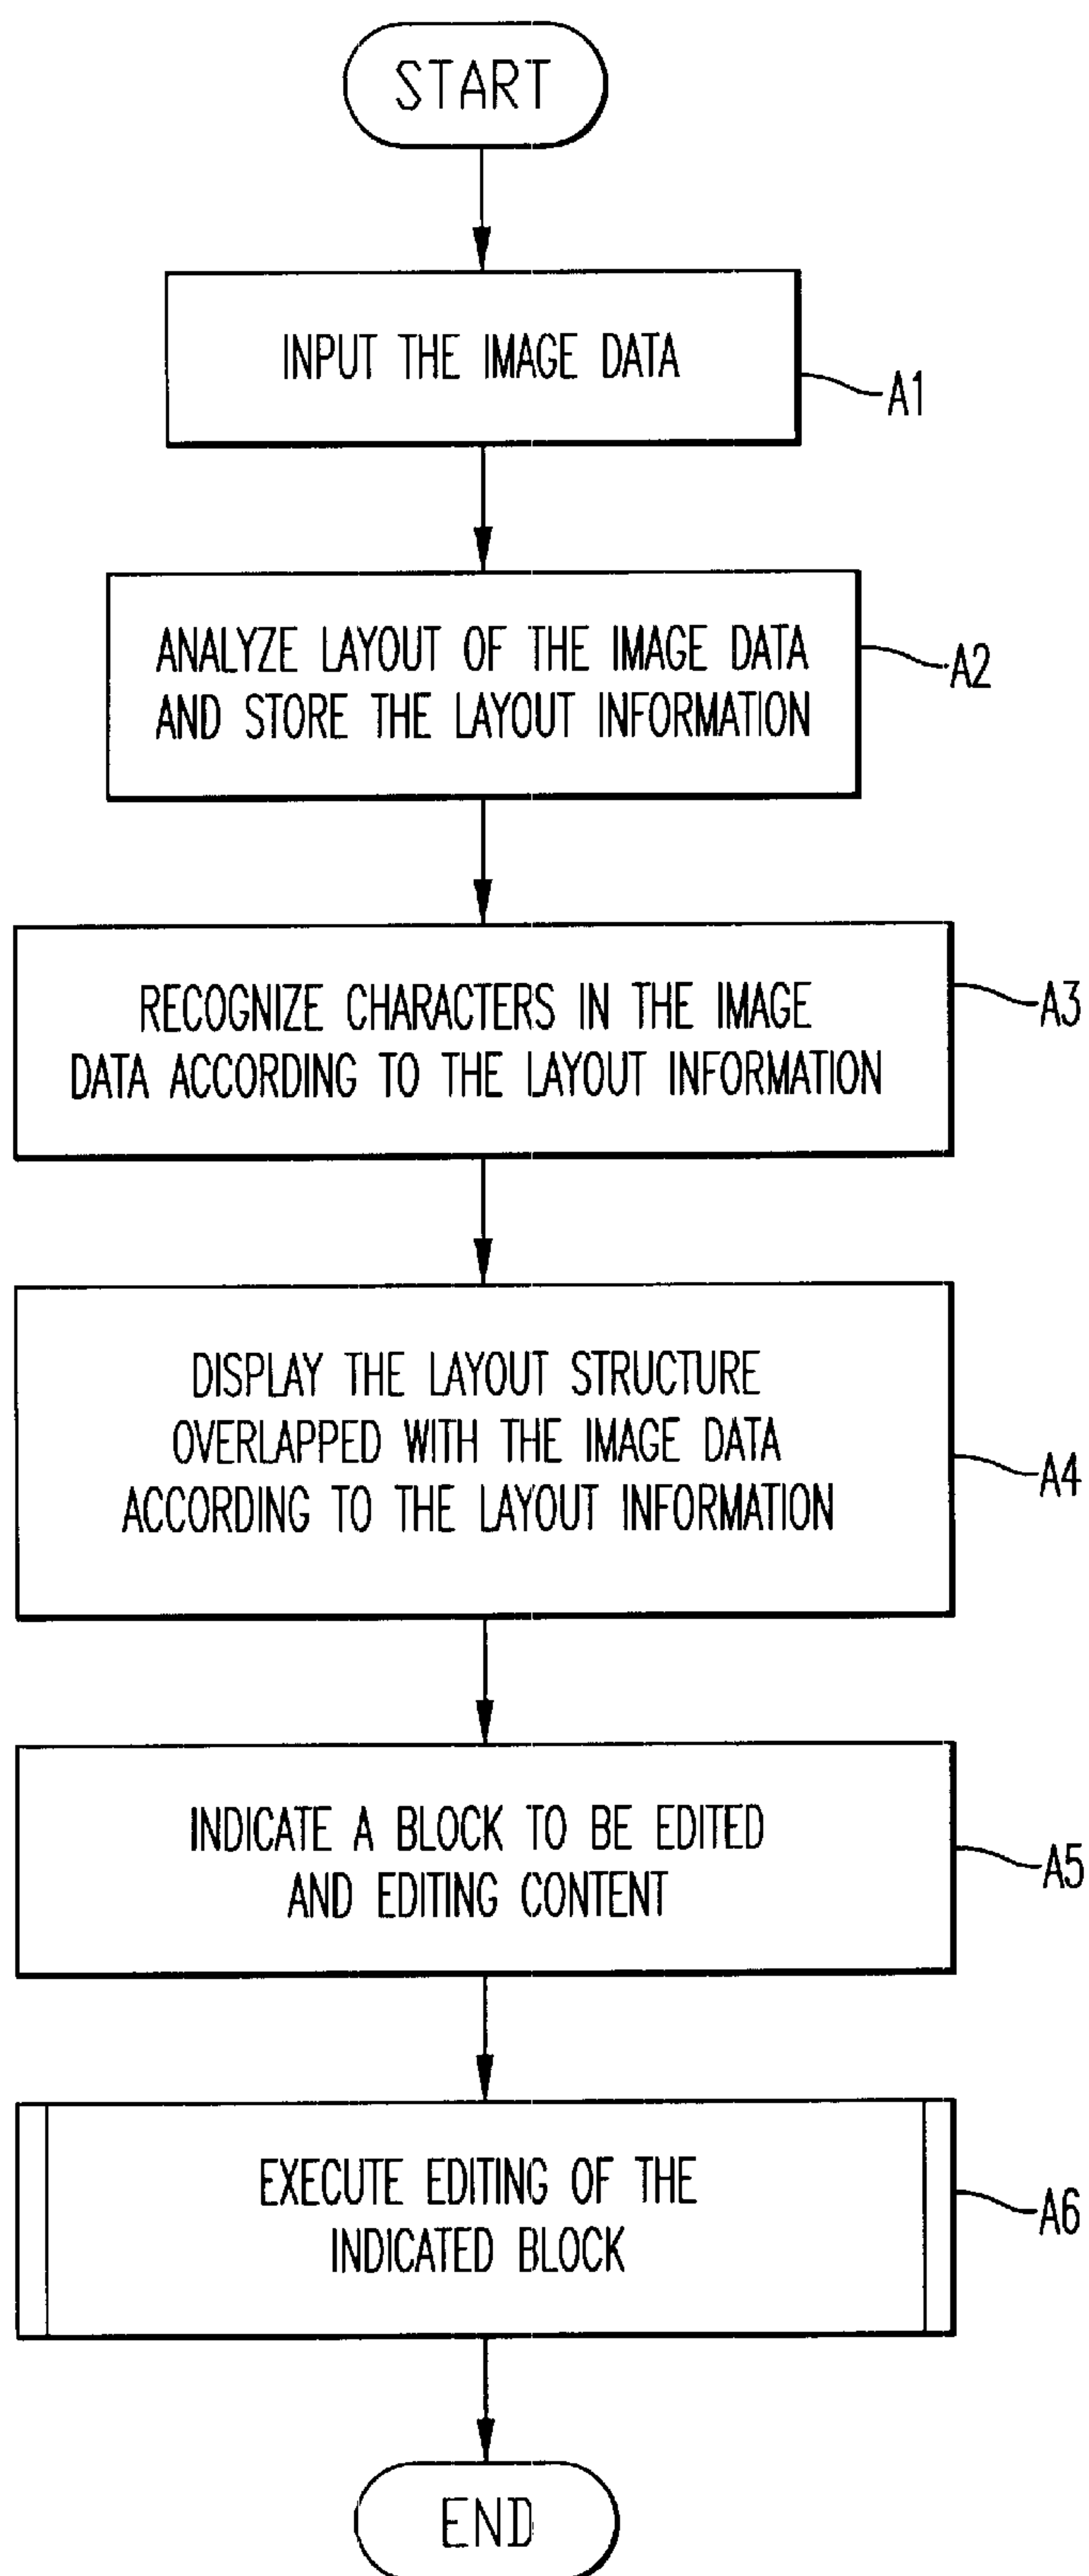 START
INPUT THE IMAGE DATA
A1
ANALYZE LAYOUT OF THE IMAGE DATA
AND STORE THE LAYOUT INFORMATION
A2
RECOGNIZE CHARACTERS IN THE IMAGE
DATA ACCORDING TO THE LAYOUT INFORMATION
A3
DISPLAY THE LAYOUT STRUCTURE
OVERLAPPED WITH THE IMAGE DATA
ACCORDING TO THE LAYOUT INFORMATION
A4
INDICATE A BLOCK TO BE EDITED
AND EDITING CONTENT
A5
EXECUTE EDITING OF THE
INDICATED BLOCK
A6
END